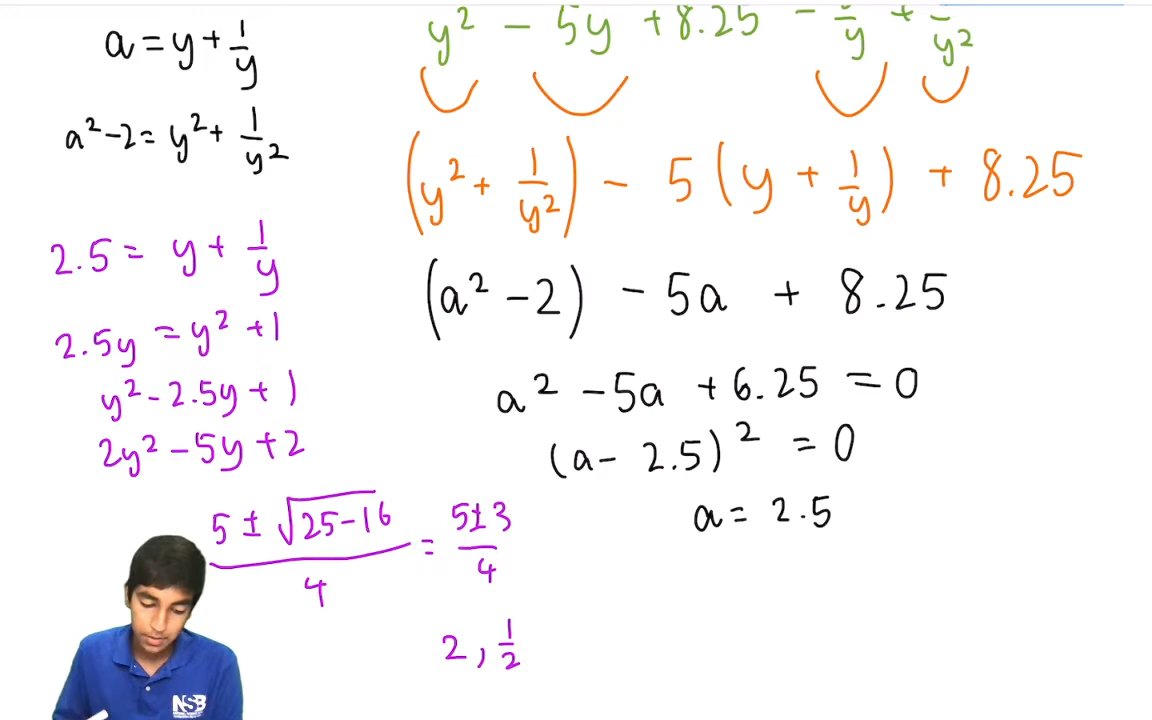 a = y + 1/y
a² - 2 = y² + 1/y²
2.5 = y + 1/y
2.5y = y² + 1
y² - 2.5y + 1
2y² - 5y + 2
(5 ± √(25-16))/4 = (5±3)/4
2, 1/2
y² - 5y + 8.25 - /y + /y²
(y² + 1/y²) - 5(y + 1/y) + 8.25
(a² - 2) - 5a + 8.25
a² - 5a + 6.25 = 0
(a - 2.5)² = 0
a = 2.5
NSB